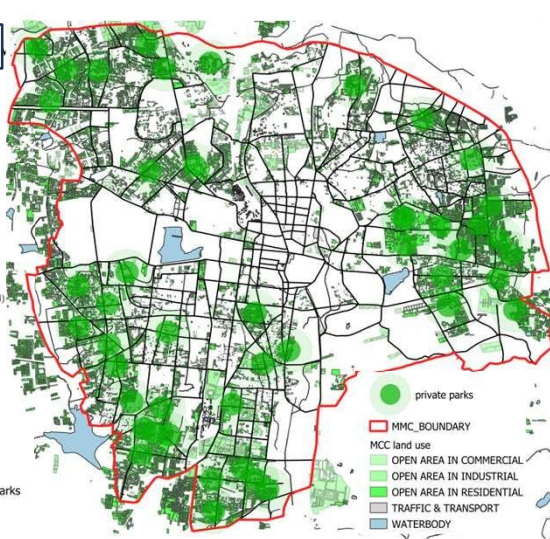 private parks
MMC_BOUNDARY
MCC land use
OPEN AREA IN COMMERCIAL
OPEN AREA IN INDUSTRIAL
OPEN AREA IN RESIDENTIAL
TRAFFIC & TRANSPORT
WATERBODY
arks